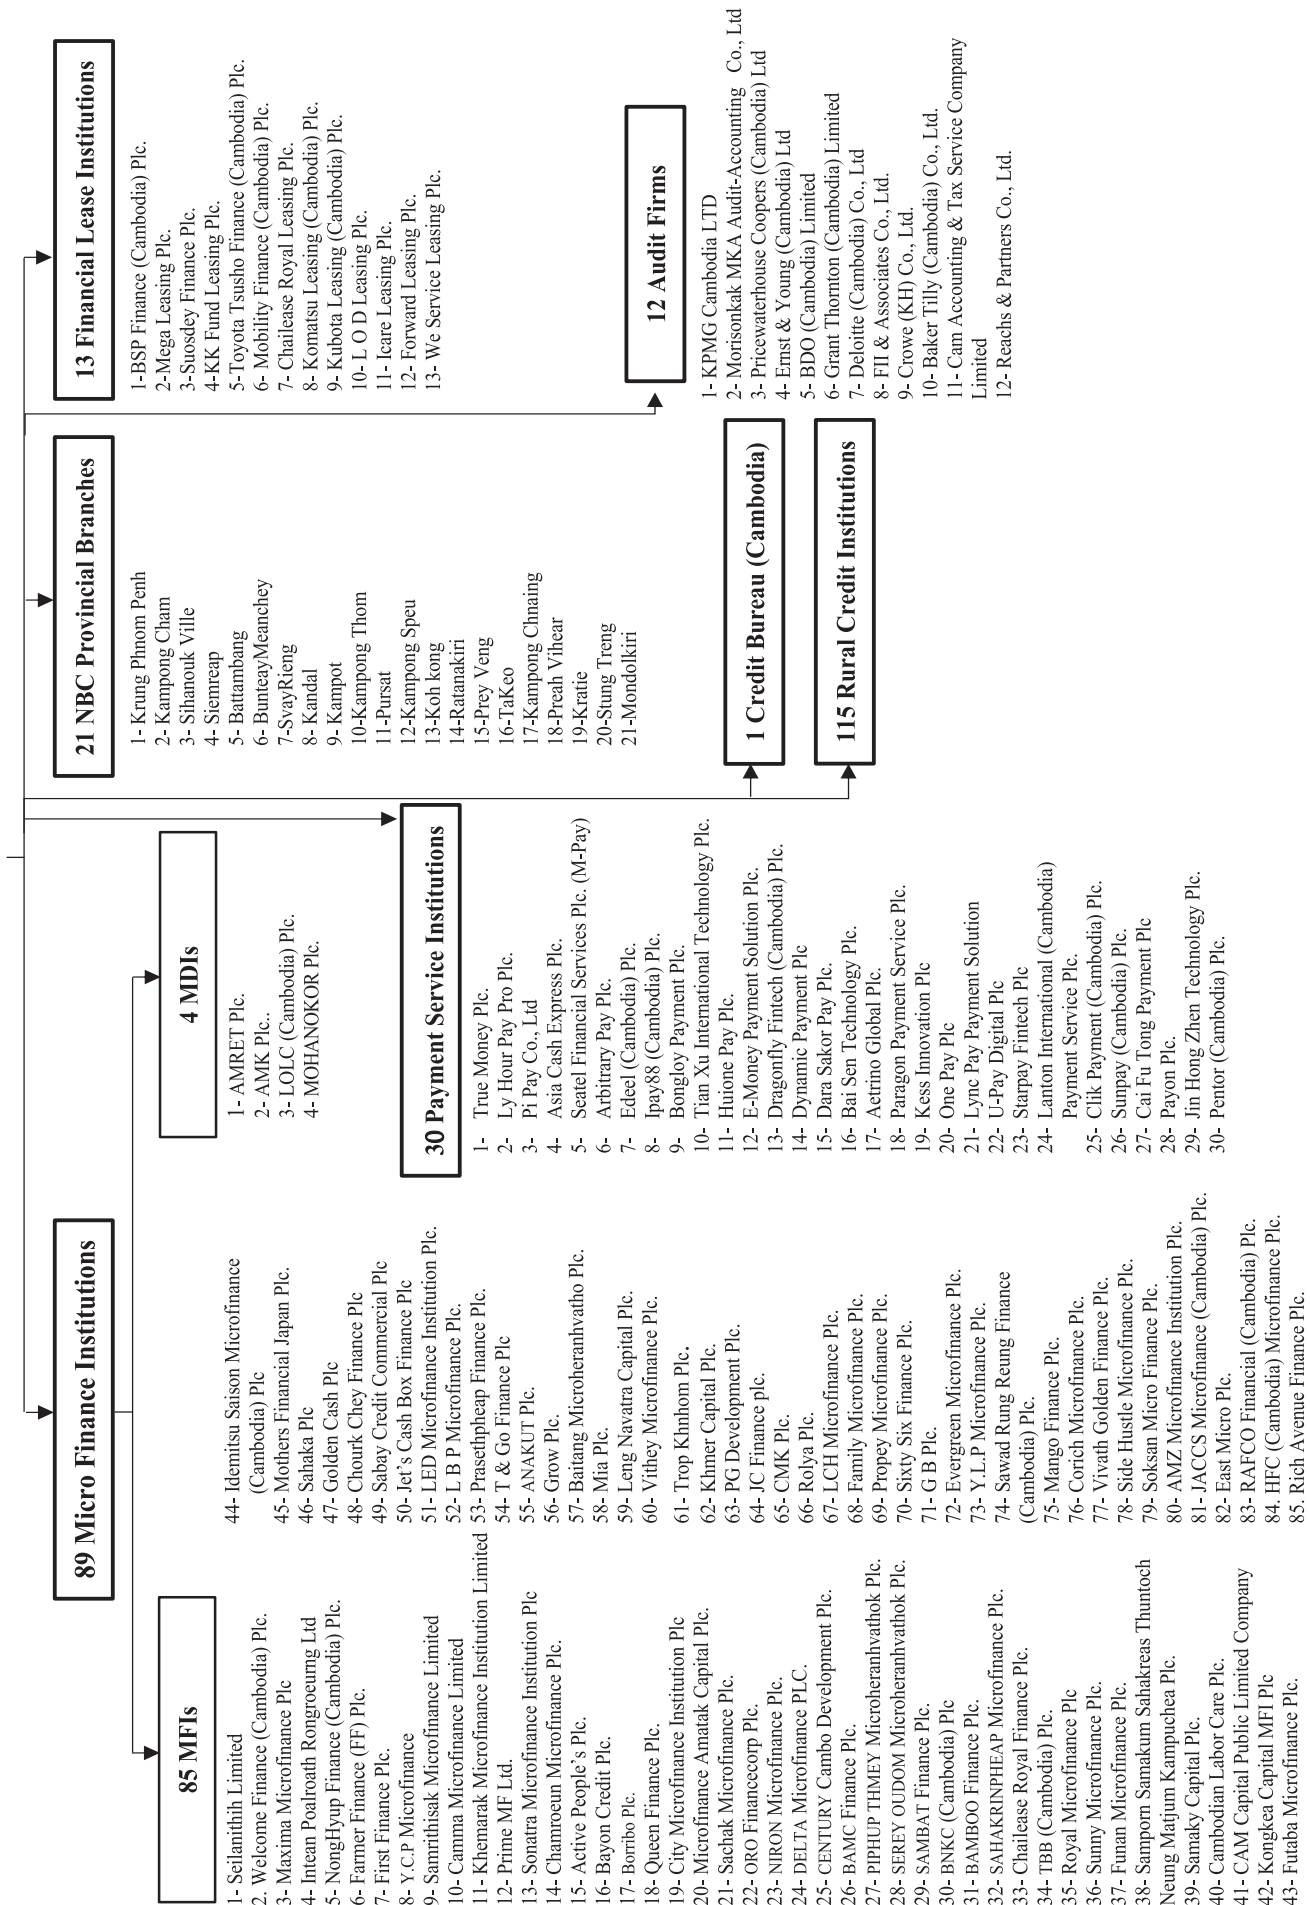 89 Micro Finance Institutions
85 MFIs
1- Seilanithih Limited
2. Welcome Finance (Cambodia) Plc.
3- Maxima Microfinance Plc
4- Intean Poalroath Rongroeurng Ltd
5- NongHyup Finance (Cambodia) Plc.
6- Farmer Finance (FF) Plc.
7- First Finance Plc.
8- Y.C.P Microfinance
9- Samrithisak Microfinance Limited
10- Camma Microfinance Limited
11- Khemarak Microfinance Institution Limited
12- Prime MF Ltd.
13- Sonatra Microfinance Institution Plc
14- Chamroeun Microfinance Plc.
15- Active People's Plc.
16- Bayon Credit Plc.
17- Borribo Plc.
18- Queen Finance Plc.
19- City Microfinance Institution Plc
20- Microfinance Amatak Capital Plc.
21- Sachak Microfinance Plc.
22- ORO Financecorp Plc.
23- NIRON Microfinance Plc.
24- DELTA Microfinance PLC.
25- CENTURY Cambo Development Plc.
26- BAMC Finance Plc.
27- PIPHUP THMEY Microheranhvathok Plc.
28- SEREY OUDOM Microheranhvathok Plc.
29- SAMBAT Finance Plc.
30- BNKC (Cambodia) Plc
31- BAMBOO Finance Plc.
32- SAHAKRINPHEAP Microfinance Plc.
33- Chailease Royal Finance Plc.
34- TBB (Cambodia) Plc.
35- Royal Microfinance Plc
36- Sunny Microfinance Plc.
37- Funan Microfinance Plc.
38- Samporn Samakum Sahakreas Thuntoch
Neung Matjum Kampuchea Plc.
39- Samaky Capital Plc.
40- Cambodian Labor Care Plc.
41- CAM Capital Public Limited Company
42- Kongkea Capital MFI Plc
43- Futaba Microfinance Plc.
44- Idemitsu Saison Microfinance
(Cambodia) Plc
45- Mothers Financial Japan Plc.
46- Sahaka Plc
47- Golden Cash Plc
48- Chourk Chey Finance Plc
49- Sabay Credit Commercial Plc
50- Jet's Cash Box Finance Plc
51- LED Microfinance Institution Plc.
52- L B P Microfinance Plc.
53- Prasethpheap Finance Plc.
54- T & Go Finance Plc
55- ANAKUT Plc.
56- Grow Plc.
57- Baitang Microheranhvatho Plc.
58- Mia Plc.
59- Leng Navatra Capital Plc.
60- Vithey Microfinance Plc.
61 - Trop Khnhom Plc.
62- Khmer Capital Plc.
63- PG Development Plc.
64- JC Finance plc.
65- CMK Plc.
66- Rolya Plc.
67- LCH Microfinance Plc.
68- Family Microfinance Plc.
69- Propey Microfinance Plc.
70- Sixty Six Finance Plc.
71- G B Plc.
72- Evergreen Microfinance Plc.
73- Y.L.P Microfinance Plc.
74- Sawad Rung Reung Finance
(Cambodia) Plc.
75- Mango Finance Plc.
76- Corich Microfinance Plc.
77- Vivath Golden Finance Plc.
78- Side Hustle Microfinance Plc.
79- Soksan Micro Finance Plc.
80- AMZ Microfinance Institution Plc.
81- JACCS Microfinance (Cambodia) Plc.
82- East Micro Plc.
83- RAFCO Financial (Cambodia) Plc.
84. HFC (Cambodia) Microfinance Plc.
85. Rich Avenue Finance Plc.
4 MDIs
1- AMRET Plc.
2- AMK Plc..
3- LOLC (Cambodia) Plc.
4- MOHANOKOR Plc.
30 Payment Service Institutions
1- True Money Plc.
2- Ly Hour Pay Pro Plc.
3- Pi Pay Co., Ltd
4- Asia Cash Express Plc.
5- Seatel Financial Services Plc. (M-Pay)
6- Arbitrary Pay Plc.
7- Edeel (Cambodia) Plc.
8- Ipay88 (Cambodia) Plc.
9- Bongloy Payment Plc.
10- Tian Xu International Technology Plc.
11- Huione Pay Plc.
12- E-Money Payment Solution Plc.
13- Dragonfly Fintech (Cambodia) Plc.
14- Dynamic Payment Plc
15- Dara Sakor Pay Plc.
16- Bai Sen Technology Plc.
17- Aetrino Global Plc.
18- Paragon Payment Service Plc.
19- Kess Innovation Plc
20- One Pay Plc
21- Lync Pay Payment Solution
22- U-Pay Digital Plc
23- Starpay Fintech Plc
24- Lanton International (Cambodia)
Payment Service Plc.
25- Clik Payment (Cambodia) Plc.
26- Sunpay (Cambodia) Plc.
27- Cai Fu Tong Payment Plc
28- Payon Plc.
29- Jin Hong Zhen Technology Plc.
30- Pentor (Cambodia) Plc.
21 NBC Provincial Branches
1- Krung Phnom Penh
2- Kampong Cham
3- Sihanouk Ville
4- Siemreap
5- Battambang
6- BunteayMeanchey
7-SvayRieng
8- Kandal
9- Kampot
10-Kampong Thom
11-Pursat
12-Kampong Speu
13-Koh kong
14-Ratanakiri
15-Prey Veng
16-TaKeo
17-Kampong Chnaing
18-Preah Vihear
19-Kratie
20-Stung Treng
21-Mondolkiri
1 Credit Bureau (Cambodia)
115 Rural Credit Institutions
13 Financial Lease Institutions
1-BSP Finance (Cambodia) Plc.
2-Mega Leasing Plc.
3-Suosdey Finance Plc.
4-KK Fund Leasing Plc.
5-Toyota Tsusho Finance (Cambodia) Plc.
6- Mobility Finance (Cambodia) Plc.
7- Chailease Royal Leasing Plc.
8- Komatsu Leasing (Cambodia) Plc.
9- Kubota Leasing (Cambodia) Plc.
10- L O D Leasing Plc.
11- Icare Leasing Plc.
12- Forward Leasing Plc.
13- We Service Leasing Plc.
12 Audit Firms
1- KPMG Cambodia LTD
2- Morisonkak MKA Audit-Accounting Co., Ltd
3- Pricewaterhouse Coopers (Cambodia) Ltd
4- Ernst & Young (Cambodia) Ltd
5- BDO (Cambodia) Limited
6- Grant Thornton (Cambodia) Limited
7- Deloitte (Cambodia) Co., Ltd
8- FII & Associates Co., Ltd.
9- Crowe (KH) Co., Ltd.
10- Baker Tilly (Cambodia) Co., Ltd.
11- Cam Accounting & Tax Service Company
Limited
12- Reachs & Partners Co., Ltd.